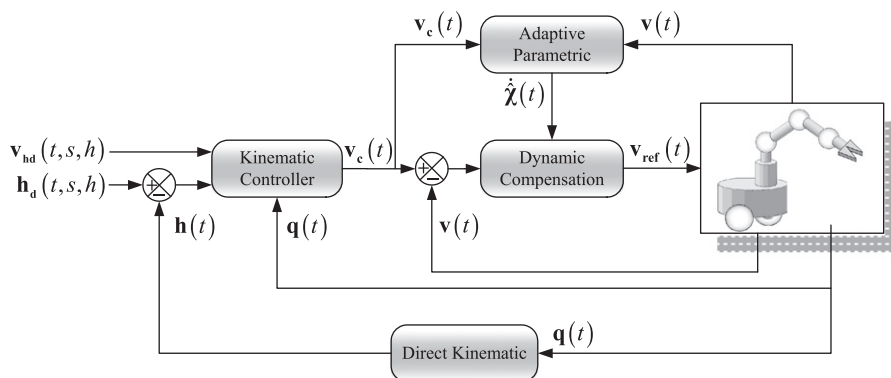 v_c(t)
Adaptive
Parametric
v(t)
χ̂̇(t)
v_hd(t,s,h)
h_d(t,s,h)
+
−
Kinematic
Controller
v_c(t)
+
−
Dynamic
Compensation
v_ref(t)
h(t)
q(t)
v(t)
Direct Kinematic
q(t)